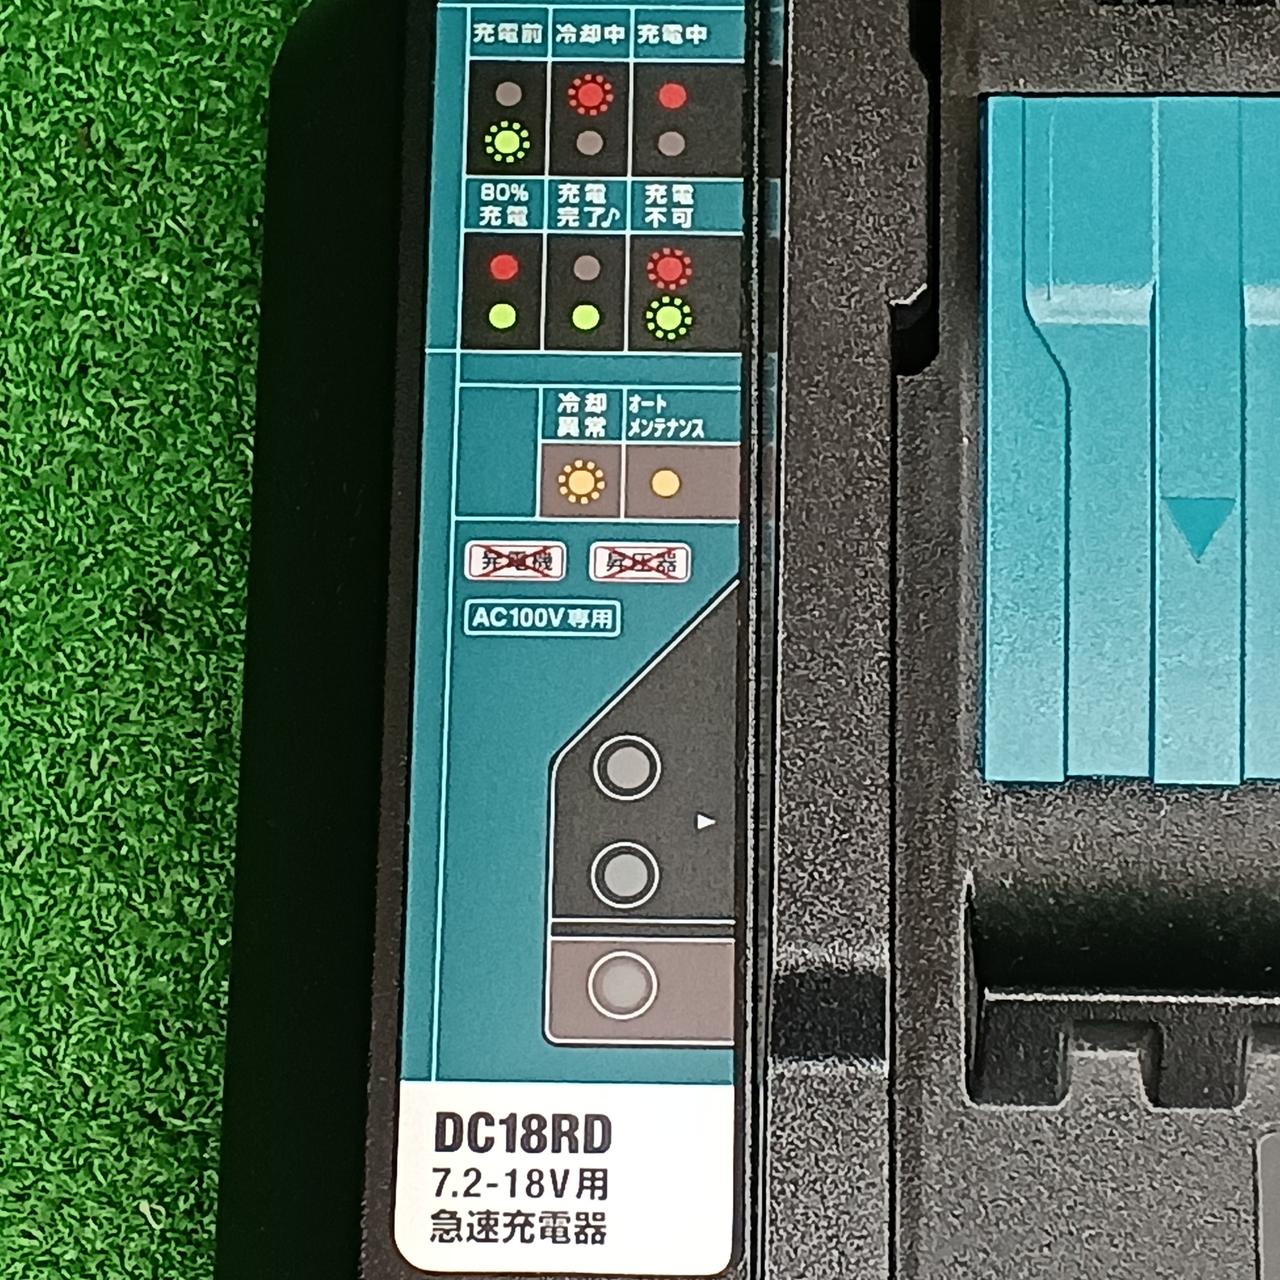 充電前 冷却中 充電中
80% 充電 充電
充電 完了♪ 不可
冷却 オート
異常 メンテナンス
発電機 昇圧器
AC100V専用
DC18RD
7.2-18V用
急速充電器